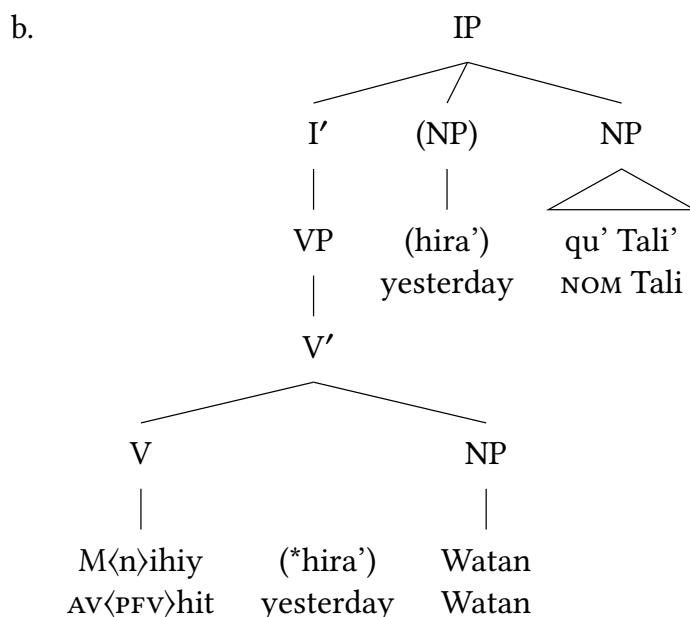 b. IP
I′ (NP) NP
VP (hira’) qu’ Tali’
yesterday NOM Tali
V′
V NP
M⟨n⟩ihiy (*hira’) Watan
AV⟨PFV⟩hit yesterday Watan